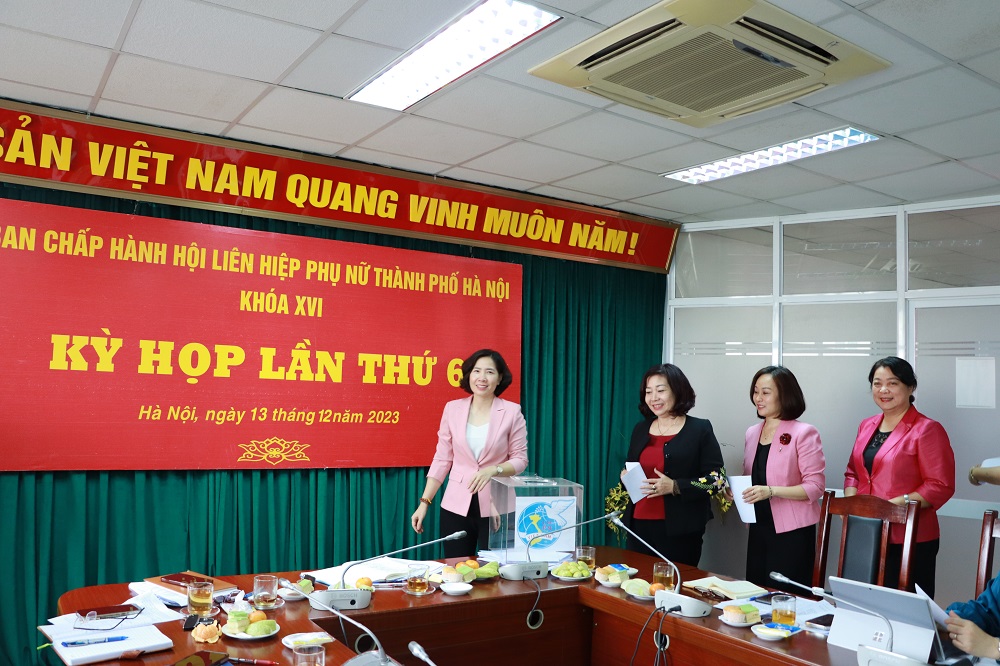 SẢN VIỆT NAM QUANG VINH MUÔN NĂM!
BAN CHẤP HÀNH HỘI LIÊN HIỆP PHỤ NỮ THÀNH PHỐ HÀ NỘI
KHÓA XVI
KỲ HỌP LẦN THỨ 6
Hà Nội, ngày 13 tháng 12 năm 2023